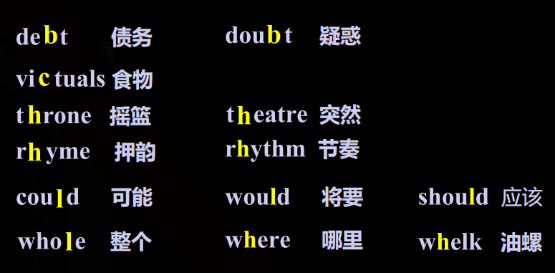 debt 债务 doubt 疑惑
victuals 食物
throne 摇篮 theatre 突然
rhyme 押韵 rhythm 节奏
could 可能 would 将要 should 应该
whole 整个 where 哪里 whelk 油螺